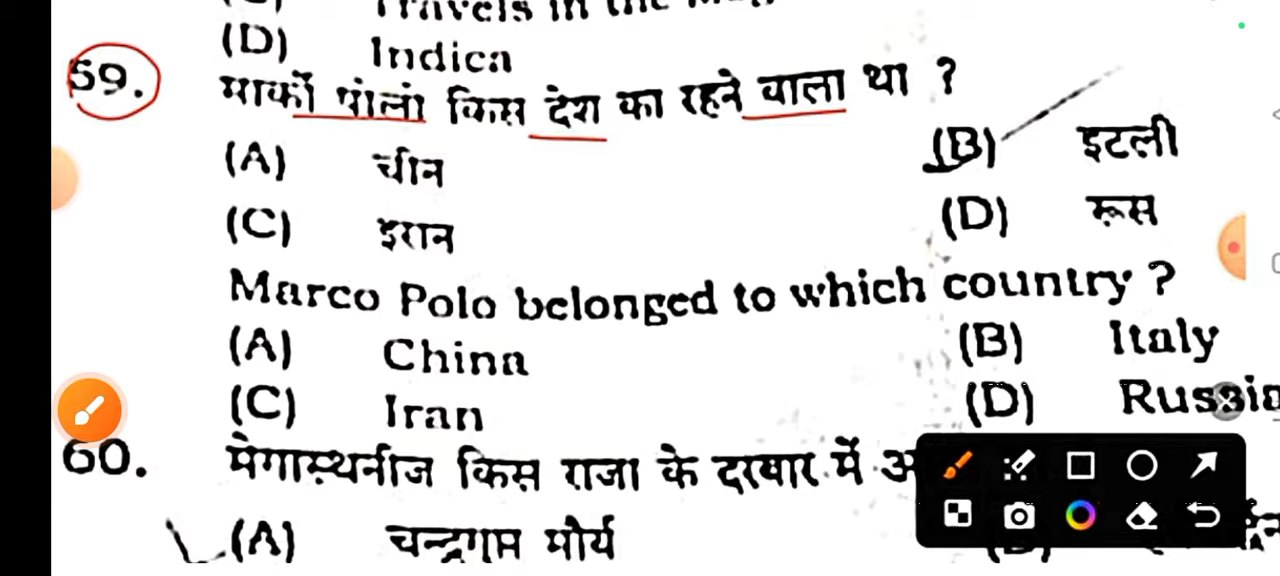 (D) Indica
59. मार्को पोलो किस देश का रहने वाला था ?
(A) चीन (B) इटली
(C) इरान (D) रूस
Marco Polo belonged to which country ?
(A) China (B) Italy
(C) Iran (D) Russia
60. मेगास्थनीज किस राजा के दरबार में
(A) चन्द्रगुप्त मौर्य